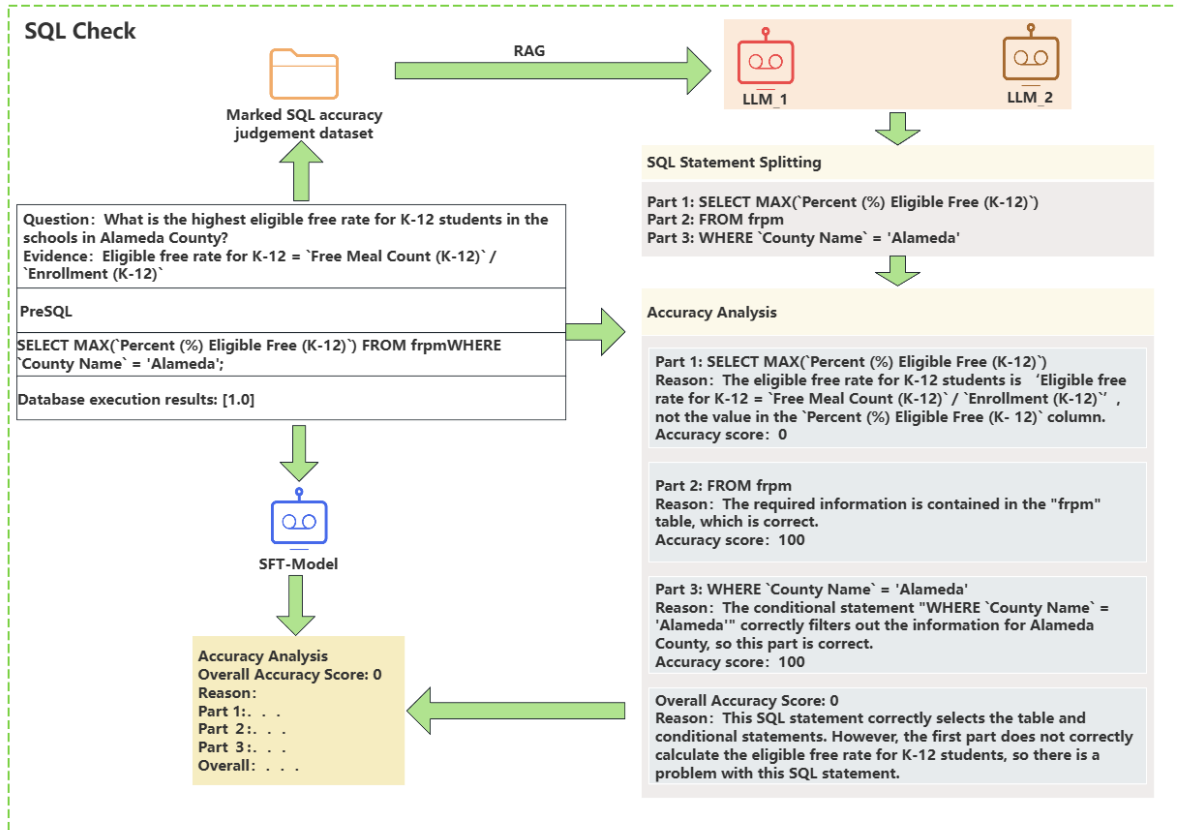 SQL Check
RAG
LLM_1
LLM_2
Marked SQL accuracy
judgement dataset
SQL Statement Splitting
Part 1: SELECT MAX(`Percent (%) Eligible Free (K-12)`)
Part 2: FROM frpm
Part 3: WHERE `County Name` = 'Alameda'
Question: What is the highest eligible free rate for K-12 students in the
schools in Alameda County?
Evidence: Eligible free rate for K-12 = `Free Meal Count (K-12)` /
`Enrollment (K-12)`
PreSQL
SELECT MAX(`Percent (%) Eligible Free (K-12)`) FROM frpmWHERE
`County Name` = 'Alameda';
Database execution results: [1.0]
Accuracy Analysis
Part 1: SELECT MAX(`Percent (%) Eligible Free (K-12)`)
Reason: The eligible free rate for K-12 students is ‘Eligible free
rate for K-12 = `Free Meal Count (K-12)` / `Enrollment (K-12)`’,
not the value in the `Percent (%) Eligible Free (K- 12)` column.
Accuracy score: 0
Part 2: FROM frpm
Reason: The required information is contained in the "frpm"
table, which is correct.
Accuracy score: 100
Part 3: WHERE `County Name` = 'Alameda'
Reason: The conditional statement "WHERE `County Name` =
'Alameda'" correctly filters out the information for Alameda
County, so this part is correct.
Accuracy score: 100
Overall Accuracy Score: 0
Reason: This SQL statement correctly selects the table and
conditional statements. However, the first part does not correctly
calculate the eligible free rate for K-12 students, so there is a
problem with this SQL statement.
SFT-Model
Accuracy Analysis
Overall Accuracy Score: 0
Reason:
Part 1:. . .
Part 2:. . .
Part 3:. . .
Overall: . . .